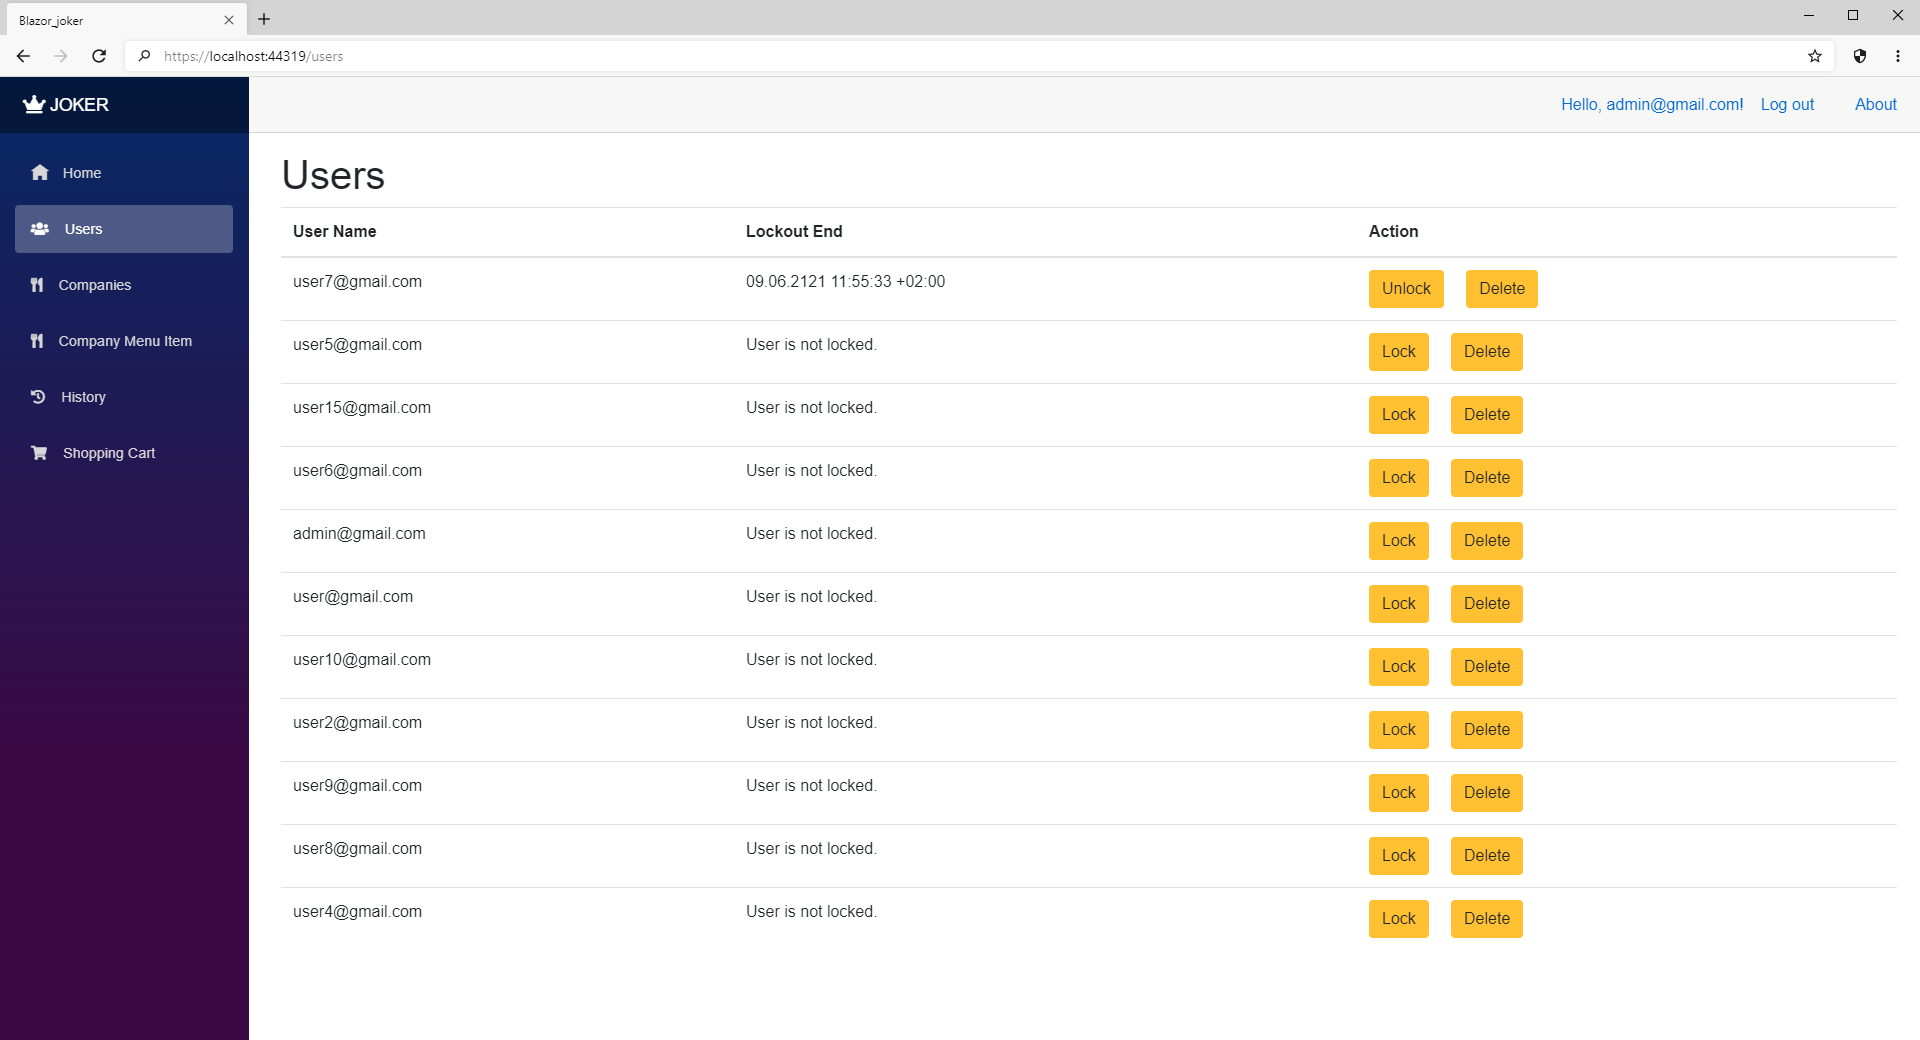 Blazor_joker
https://localhost:44319/users
JOKER
Hello, admin@gmail.com! Log out About
Home
Users
Companies
Company Menu Item
History
Shopping Cart
Users
User Name Lockout End Action
user7@gmail.com 09.06.2121 11:55:33 +02:00 Unlock Delete
user5@gmail.com User is not locked. Lock Delete
user15@gmail.com User is not locked. Lock Delete
user6@gmail.com User is not locked. Lock Delete
admin@gmail.com User is not locked. Lock Delete
user@gmail.com User is not locked. Lock Delete
user10@gmail.com User is not locked. Lock Delete
user2@gmail.com User is not locked. Lock Delete
user9@gmail.com User is not locked. Lock Delete
user8@gmail.com User is not locked. Lock Delete
user4@gmail.com User is not locked. Lock Delete